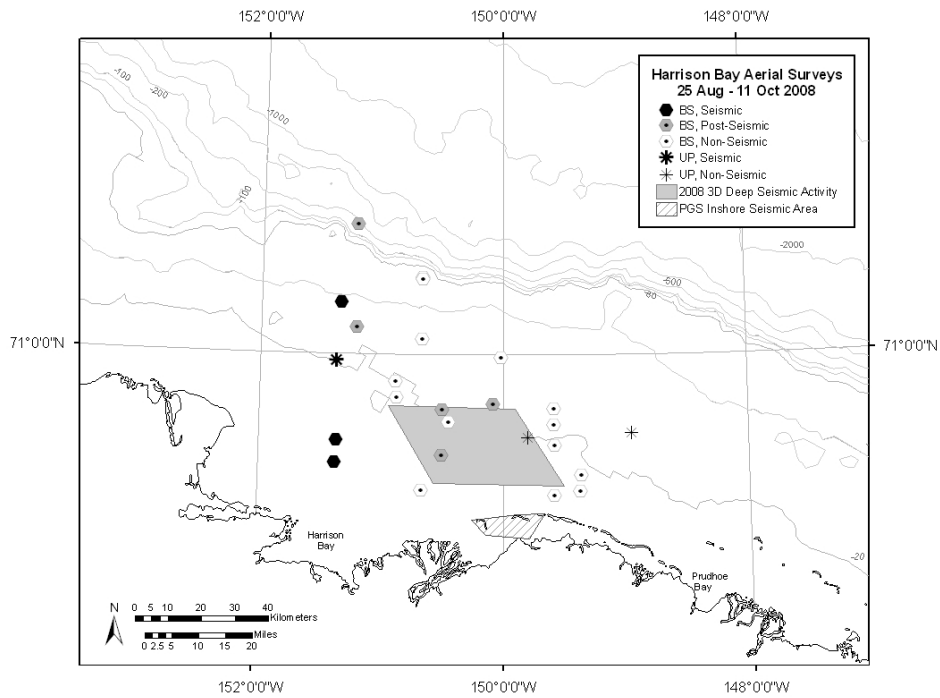 152°0'0"W 150°0'0"W 148°0'0"W
Harrison Bay Aerial Surveys
25 Aug - 11 Oct 2008
BS, Seismic
BS, Post-Seismic
BS, Non-Seismic
UP, Seismic
UP, Non-Seismic
2008 3D Deep Seismic Activity
PGS Inshore Seismic Area
-100
-200
-1000
-100
-2000
-500
-60
71°0'0"N 71°0'0"N
Harrison
Bay
-20
Prudhoe
Bay
N
0 5 10 20 30 40
Kilometers
Miles
0 2.5 5 10 15 20
152°0'0"W 150°0'0"W 148°0'0"W